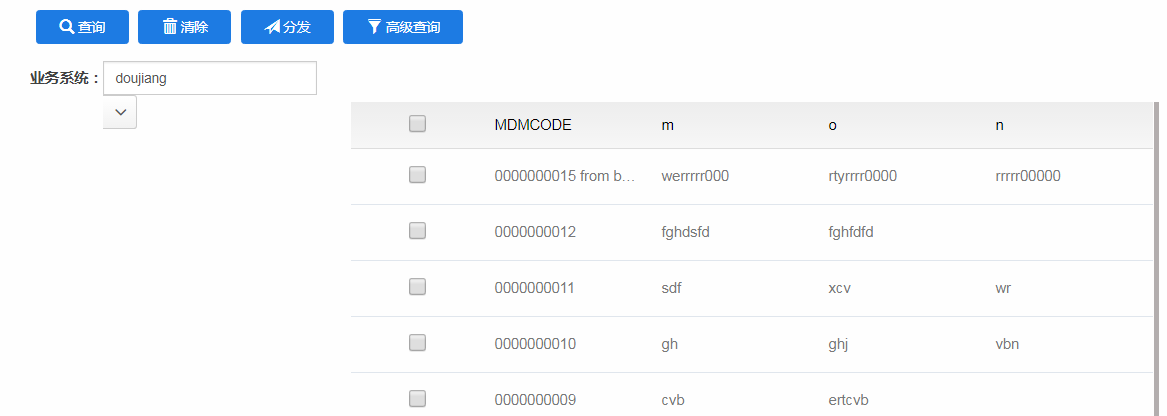 查询 清除 分发 高级查询
业务系统： doujiang
MDMCODE m o n
0000000015 from b... werrrrr000 rtyrrrr0000 rrrrr00000
0000000012 fghdsfd fghfdfd
0000000011 sdf xcv wr
0000000010 gh ghj vbn
0000000009 cvb ertcvb